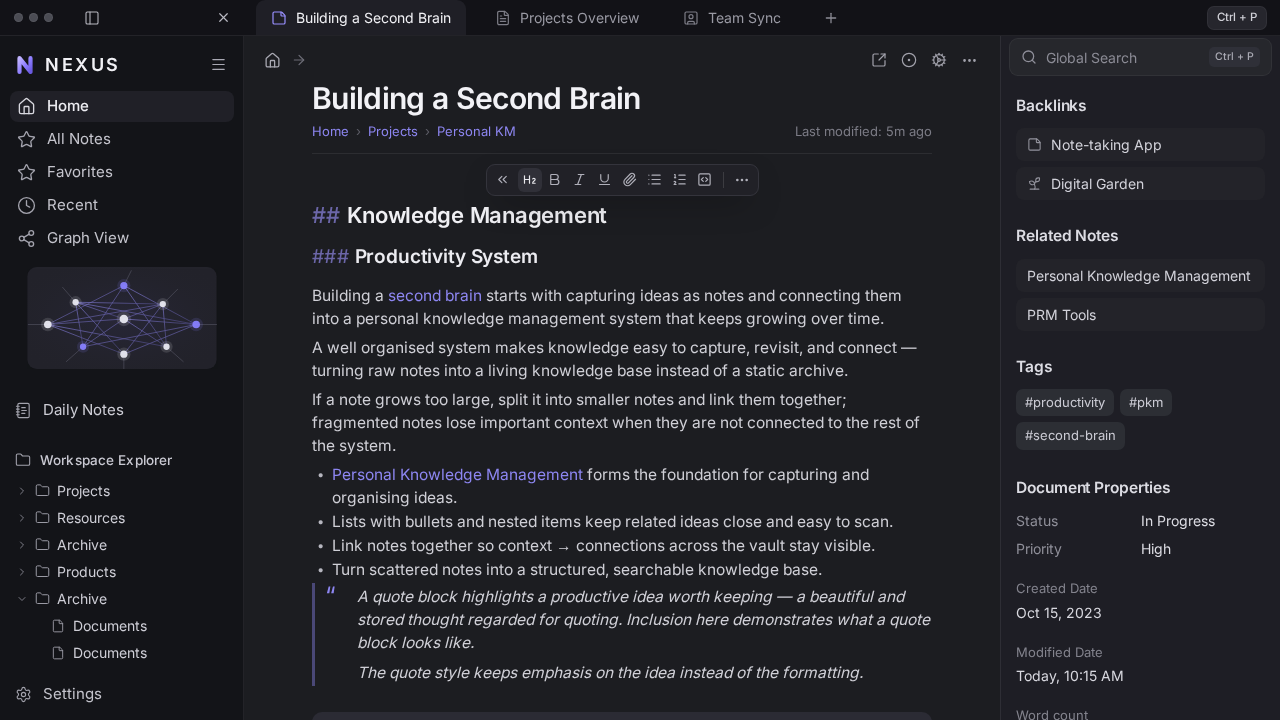 Building a Second Brain
Projects Overview
Team Sync
Ctrl + P
NEXUS
Home
All Notes
Favorites
Recent
Graph View
Daily Notes
Workspace Explorer
Projects
Resources
Archive
Products
Archive
Documents
Documents
Settings
Building a Second Brain
Home › Projects › Personal KM
Last modified: 5m ago
H2 B I U
## Knowledge Management
### Productivity System
Building a second brain starts with capturing ideas as notes and connecting them
into a personal knowledge management system that keeps growing over time.
A well organised system makes knowledge easy to capture, revisit, and connect —
turning raw notes into a living knowledge base instead of a static archive.
If a note grows too large, split it into smaller notes and link them together;
fragmented notes lose important context when they are not connected to the rest of
the system.
• Personal Knowledge Management forms the foundation for capturing and
organising ideas.
• Lists with bullets and nested items keep related ideas close and easy to scan.
• Link notes together so context → connections across the vault stay visible.
• Turn scattered notes into a structured, searchable knowledge base.
“ A quote block highlights a productive idea worth keeping — a beautiful and
stored thought regarded for quoting. Inclusion here demonstrates what a quote
block looks like.
The quote style keeps emphasis on the idea instead of the formatting.
Global Search
Ctrl + P
Backlinks
Note-taking App
Digital Garden
Related Notes
Personal Knowledge Management
PRM Tools
Tags
#productivity
#pkm
#second-brain
Document Properties
Status In Progress
Priority High
Created Date
Oct 15, 2023
Modified Date
Today, 10:15 AM
Word count